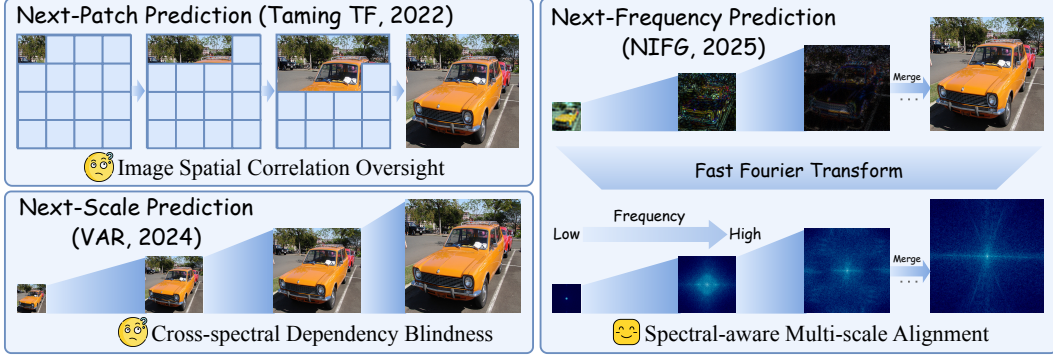 Next-Patch Prediction (Taming TF, 2022)
Image Spatial Correlation Oversight
Next-Scale Prediction
(VAR, 2024)
Cross-spectral Dependency Blindness
Next-Frequency Prediction
(NIFG, 2025)
Merge
...
Fast Fourier Transform
Frequency
Low
High
Merge
...
Spectral-aware Multi-scale Alignment